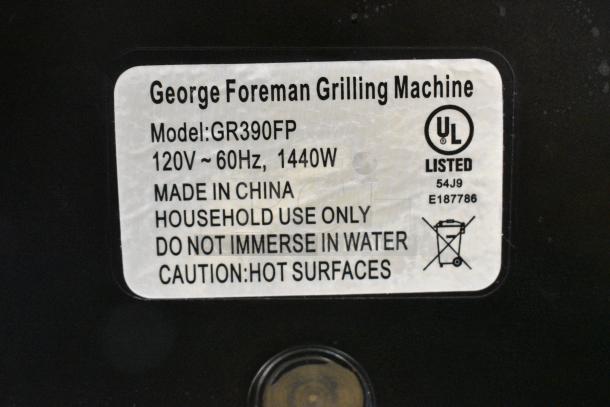 George Foreman Grilling Machine
Model:GR390FP
120V ~ 60Hz, 1440W
MADE IN CHINA
HOUSEHOLD USE ONLY
DO NOT IMMERSE IN WATER
CAUTION:HOT SURFACES
UL
LISTED
54J9
E187786